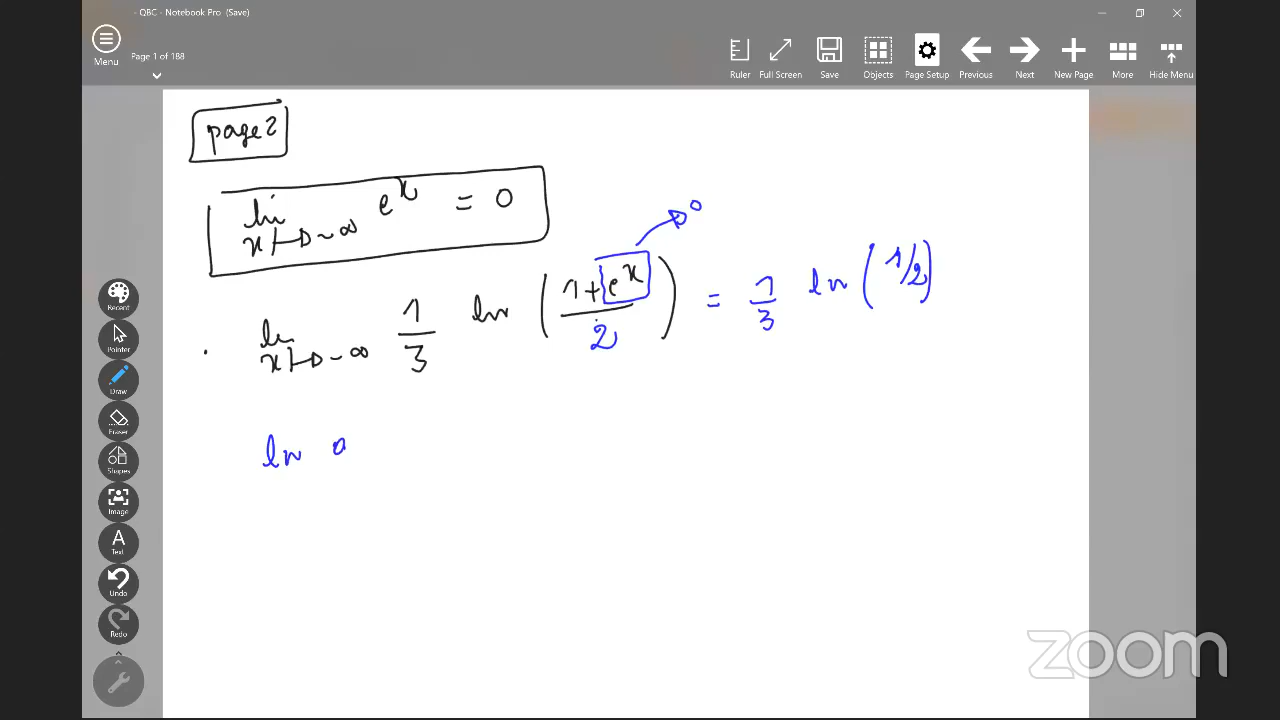 - QBC - Notebook Pro (Save)
Menu
Page 1 of 188
Ruler
Full Screen
Save
Objects
Page Setup
Previous
Next
New Page
More
Hide Menu
page 2
lim x↦-∞ e^x = 0
→ 0
. lim x↦-∞ 1/3 ln ( (1+e^x)/2 ) = 1/3 ln ( 1/2 )
ln a
Recent
Pointer
Draw
Eraser
Shapes
Image
A
Text
Undo
Redo
zoom